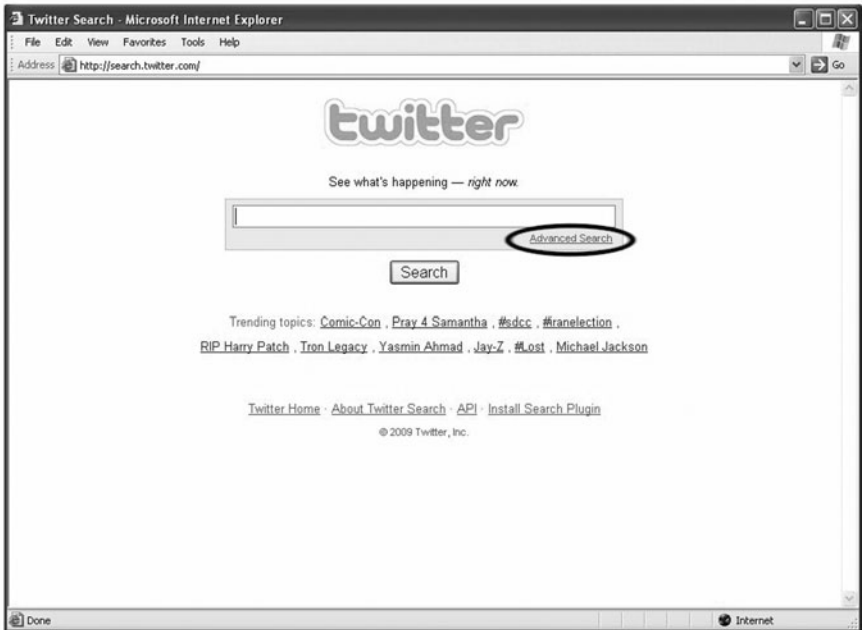 Twitter Search - Microsoft Internet Explorer
File Edit View Favorites Tools Help
Address http://search.twitter.com/ Go
twitter
See what's happening — right now.
Advanced Search
Search
Trending topics: Comic-Con , Pray 4 Samantha , #sdcc , #iranelection ,
RIP Harry Patch , Tron Legacy , Yasmin Ahmad , Jay-Z , #Lost , Michael Jackson
Twitter Home · About Twitter Search · API · Install Search Plugin
© 2009 Twitter, Inc.
Done Internet